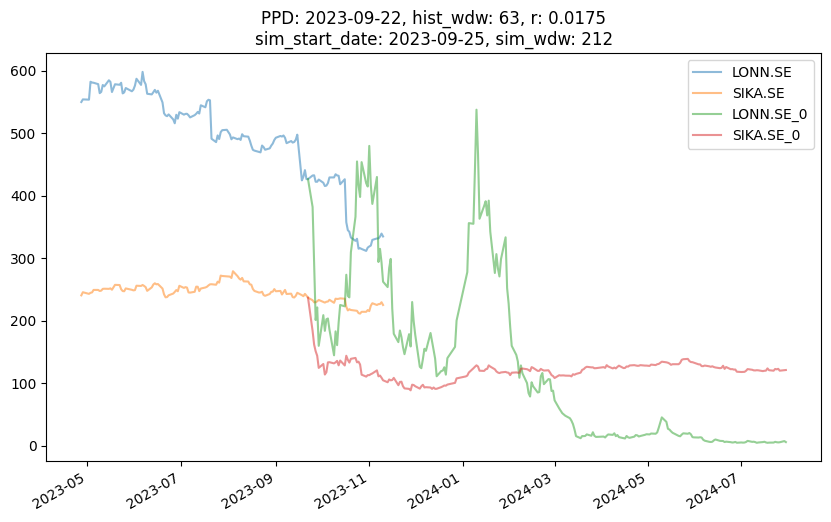 PPD: 2023-09-22, hist_wdw: 63, r: 0.0175
sim_start_date: 2023-09-25, sim_wdw: 212
LONN.SE
SIKA.SE
LONN.SE_0
SIKA.SE_0
600
500
400
300
200
100
0
2023-05
2023-07
2023-09
2023-11
2024-01
2024-03
2024-05
2024-07